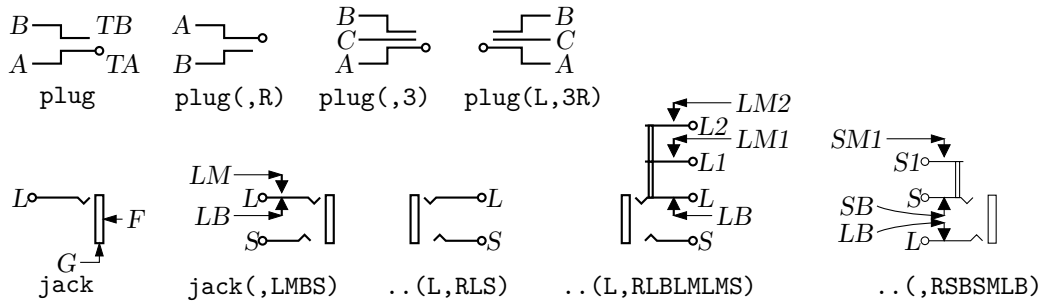 B TB A B B
C C
A TA B A A
plug plug(,R) plug(,3) plug(L,3R)
LM2
L2
SM1
LM1
L1 S1
LM
L L L L S
F LB LB SB
S S S LB
L
G
jack jack(,LMBS) ..(L,RLS) ..(L,RLBLMLMS) ..(,RSBSMLB)